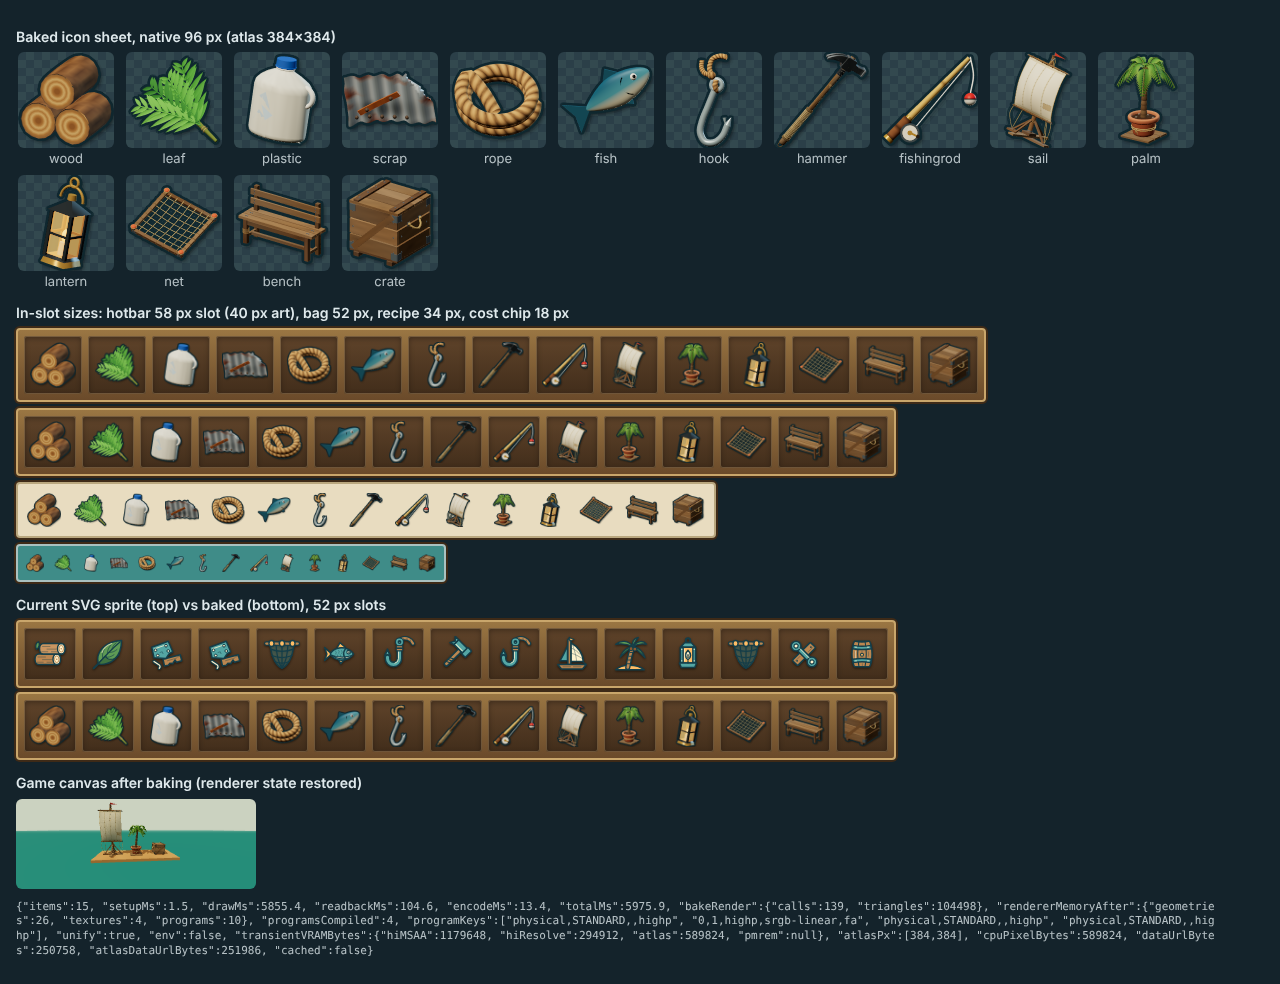 Baked icon sheet, native 96 px (atlas 384×384)
wood
leaf
plastic
scrap
rope
fish
hook
hammer
fishingrod
sail
palm
lantern
net
bench
crate
In-slot sizes: hotbar 58 px slot (40 px art), bag 52 px, recipe 34 px, cost chip 18 px
Current SVG sprite (top) vs baked (bottom), 52 px slots
Game canvas after baking (renderer state restored)
{"items":15, "setupMs":1.5, "drawMs":5855.4, "readbackMs":104.6, "encodeMs":13.4, "totalMs":5975.9, "bakeRender":{"calls":139, "triangles":104498}, "rendererMemoryAfter":{"geometrie
s":26, "textures":4, "programs":10}, "programsCompiled":4, "programKeys":["physical,STANDARD,,highp", "0,1,highp,srgb-linear,fa", "physical,STANDARD,,highp", "physical,STANDARD,,hig
hp"], "unify":true, "env":false, "transientVRAMBytes":{"hiMSAA":1179648, "hiResolve":294912, "atlas":589824, "pmrem":null}, "atlasPx":[384,384], "cpuPixelBytes":589824, "dataUrlByte
s":250758, "atlasDataUrlBytes":251986, "cached":false}